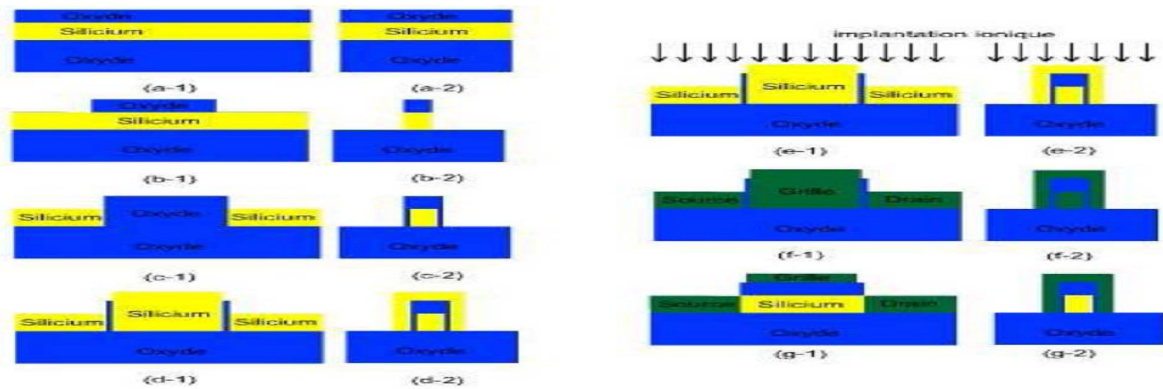 Oxyde Oxyde
Silicium Silicium
Oxyde Oxyde
(a-1) (a-2)
Oxyde
Silicium
Oxyde Oxyde
(b-1) (b-2)
Silicium Oxyde Silicium
Oxyde Oxyde
(c-1) (c-2)
Silicium Silicium Silicium
Oxyde Oxyde
(d-1) (d-2)
implantation ionique
Silicium Silicium Silicium
Oxyde Oxyde
(e-1) (e-2)
Source Grille Drain
Oxyde Oxyde
(f-1) (f-2)
Grille
Source Silicium Drain
Oxyde Oxyde
(g-1) (g-2)